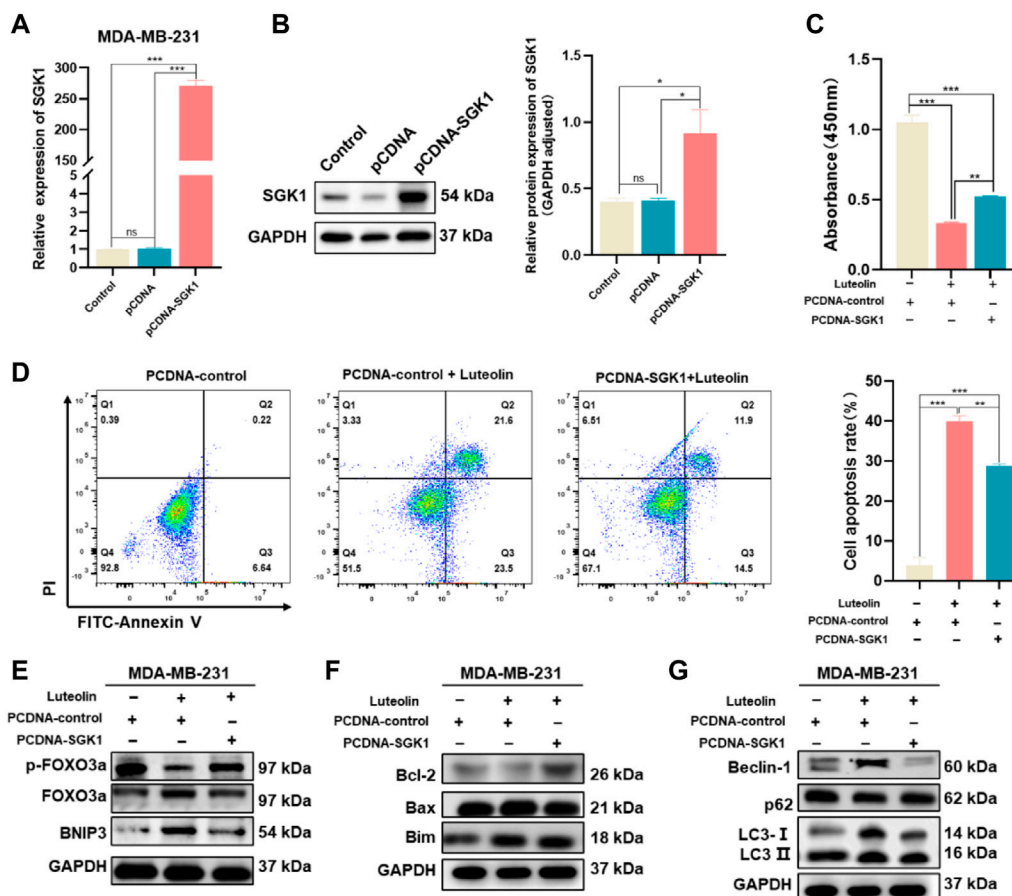 A
MDA-MB-231
Relative expression of SGK1
300
250
200
150
100
50
5
4
3
2
1
0
***
***
ns
Control
pCDNA
pCDNA-SGK1
B
Control
pCDNA
pCDNA-SGK1
SGK1
54 kDa
GAPDH
37 kDa
Relative protein expression of SGK1
(GAPDH adjusted)
1.5
1.0
0.5
0.0
*
*
ns
Control
pCDNA
pCDNA-SGK1
C
Absorbance(450nm)
1.5
1.0
0.5
0.0
***
***
**
Luteolin – + +
PCDNA-control + + –
PCDNA-SGK1 – – +
D
PCDNA-control
Q1
0.39
Q2
0.22
Q4
92.8
Q3
6.64
PCDNA-control + Luteolin
Q1
3.33
Q2
21.6
Q4
51.5
Q3
23.5
PCDNA-SGK1+Luteolin
Q1
6.51
Q2
11.9
Q4
67.1
Q3
14.5
PI
FITC-Annexin V
Cell apoptosis rate(%)
50
40
30
20
10
0
***
***
**
Luteolin – + +
PCDNA-control + + –
PCDNA-SGK1 – – +
E
MDA-MB-231
Luteolin – + +
PCDNA-control + + –
PCDNA-SGK1 – – +
p-FOXO3a 97 kDa
FOXO3a 97 kDa
BNIP3 54 kDa
GAPDH 37 kDa
F
MDA-MB-231
Luteolin – + +
PCDNA-control + + –
PCDNA-SGK1 – – +
Bcl-2 26 kDa
Bax 21 kDa
Bim 18 kDa
GAPDH 37 kDa
G
MDA-MB-231
Luteolin – + +
PCDNA-control + + –
PCDNA-SGK1 – – +
Beclin-1 60 kDa
p62 62 kDa
LC3-Ⅰ 14 kDa
LC3 Ⅱ 16 kDa
GAPDH 37 kDa